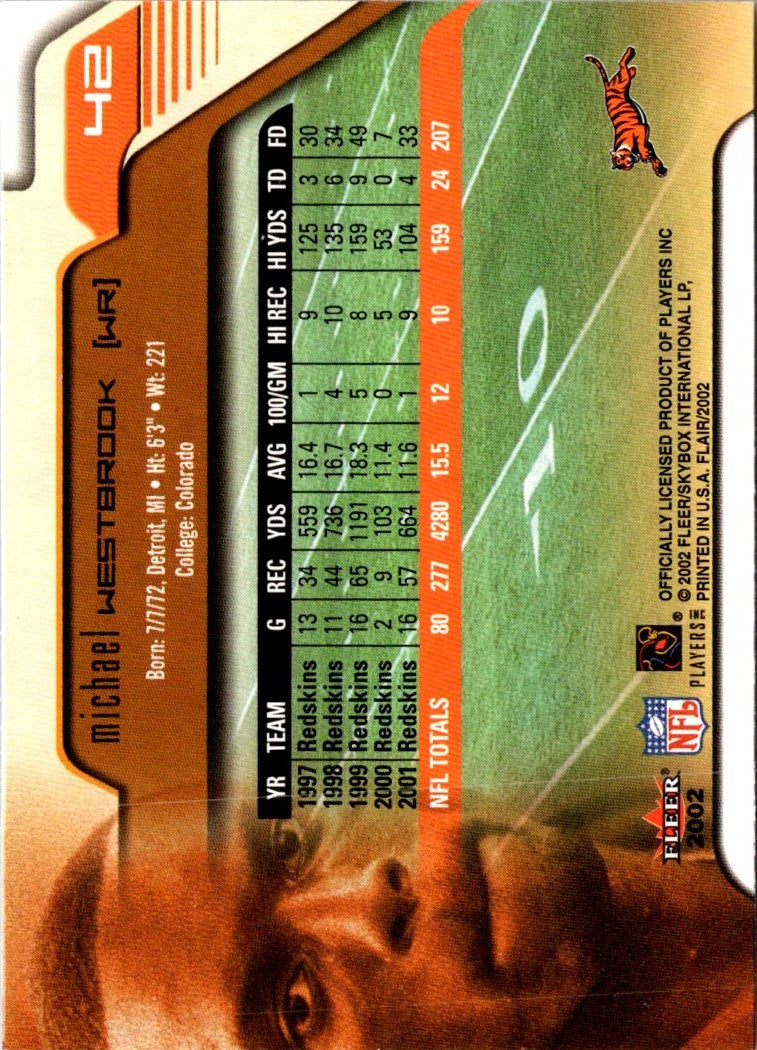 42
michael WESTBROOK [WR]
Born: 7/7/72, Detroit, MI • Ht: 6'3" • Wt: 221
College: Colorado
YR TEAM G REC YDS AVG 100/GM HI REC HI YDS TD FD
1997 Redskins 13 34 559 16.4 1 9 125 3 30
1998 Redskins 11 44 736 16.7 4 10 135 6 34
1999 Redskins 16 65 1191 18.3 5 8 159 9 49
2000 Redskins 2 9 103 11.4 0 5 53 0 7
2001 Redskins 16 57 664 11.6 1 9 104 4 33
NFL TOTALS 80 277 4280 15.5 12 10 159 24 207
10
FLEER®
2002
NFL
PLAYERS INC ®
OFFICIALLY LICENSED PRODUCT OF PLAYERS INC
© 2002 FLEER/SKYBOX INTERNATIONAL LP,
PRINTED IN U.S.A. FLAIR/2002